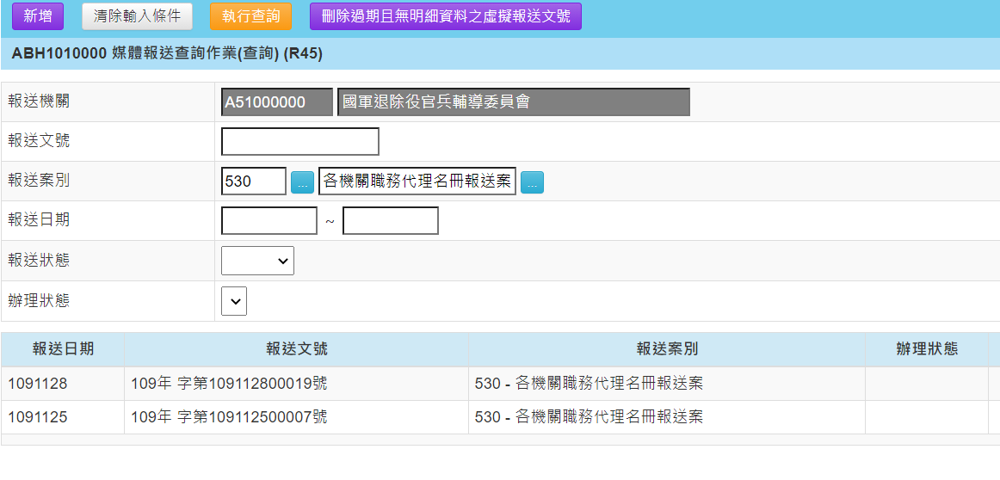 新增 清除輸入條件 執行查詢 刪除過期且無明細資料之虛擬報送文號
ABH1010000 媒體報送查詢作業(查詢) (R45)
報送機關 A51000000 國軍退除役官兵輔導委員會
報送文號
報送案別 530 ... 各機關職務代理名冊報送案 ...
報送日期 ~
報送狀態
辦理狀態
報送日期 報送文號 報送案別 辦理狀態
1091128 109年 字第109112800019號 530 - 各機關職務代理名冊報送案
1091125 109年 字第109112500007號 530 - 各機關職務代理名冊報送案